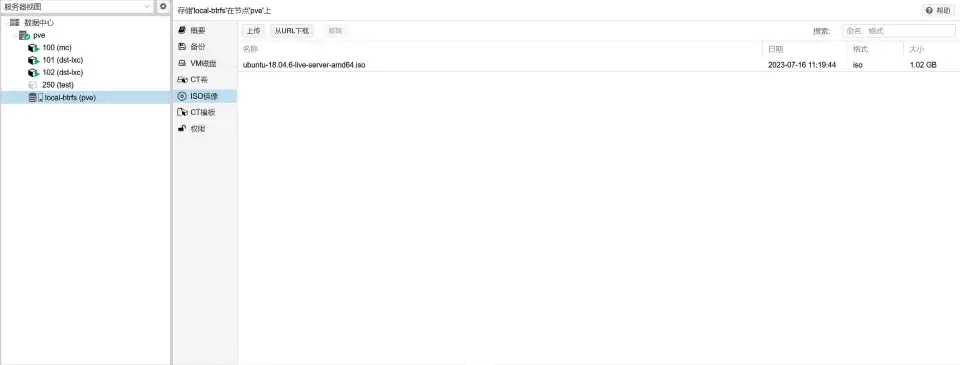 服务器视图
存储'local-btrfs'在节点'pve'上
帮助
数据中心
pve
100 (mc)
101 (dst-lxc)
102 (dst-lxc)
250 (test)
local-btrfs (pve)
概要
备份
VM磁盘
CT卷
ISO镜像
CT模板
权限
上传 从URL下载 移除 搜索: 命名、格式
名称 日期 格式 大小
ubuntu-18.04.6-live-server-amd64.iso 2023-07-16 11:19:44 iso 1.02 GB